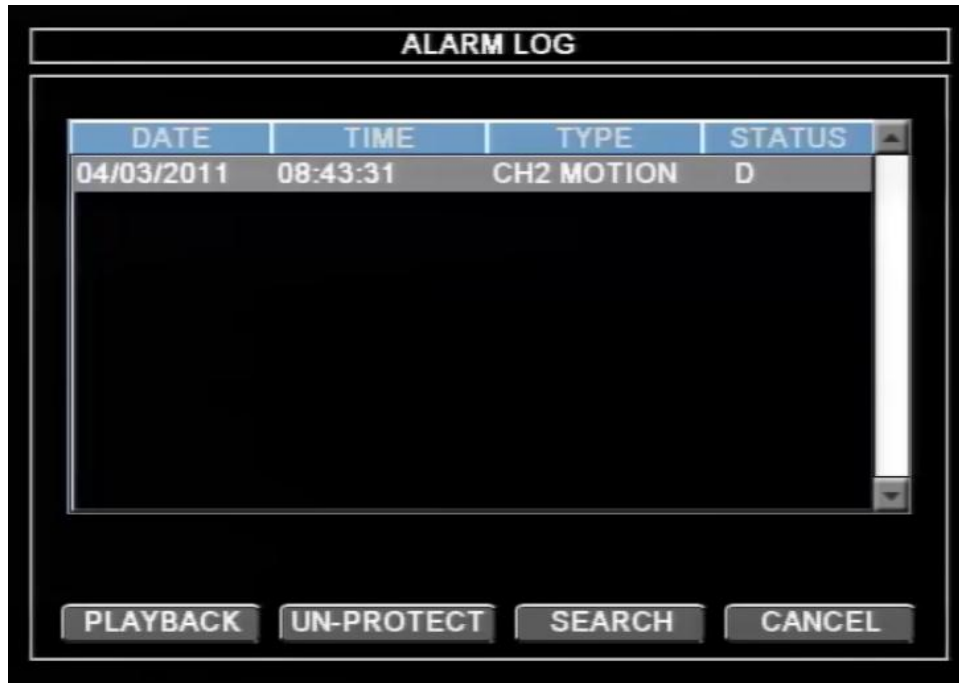 ALARM LOG
DATE TIME TYPE STATUS
04/03/2011 08:43:31 CH2 MOTION D
PLAYBACK UN-PROTECT SEARCH CANCEL